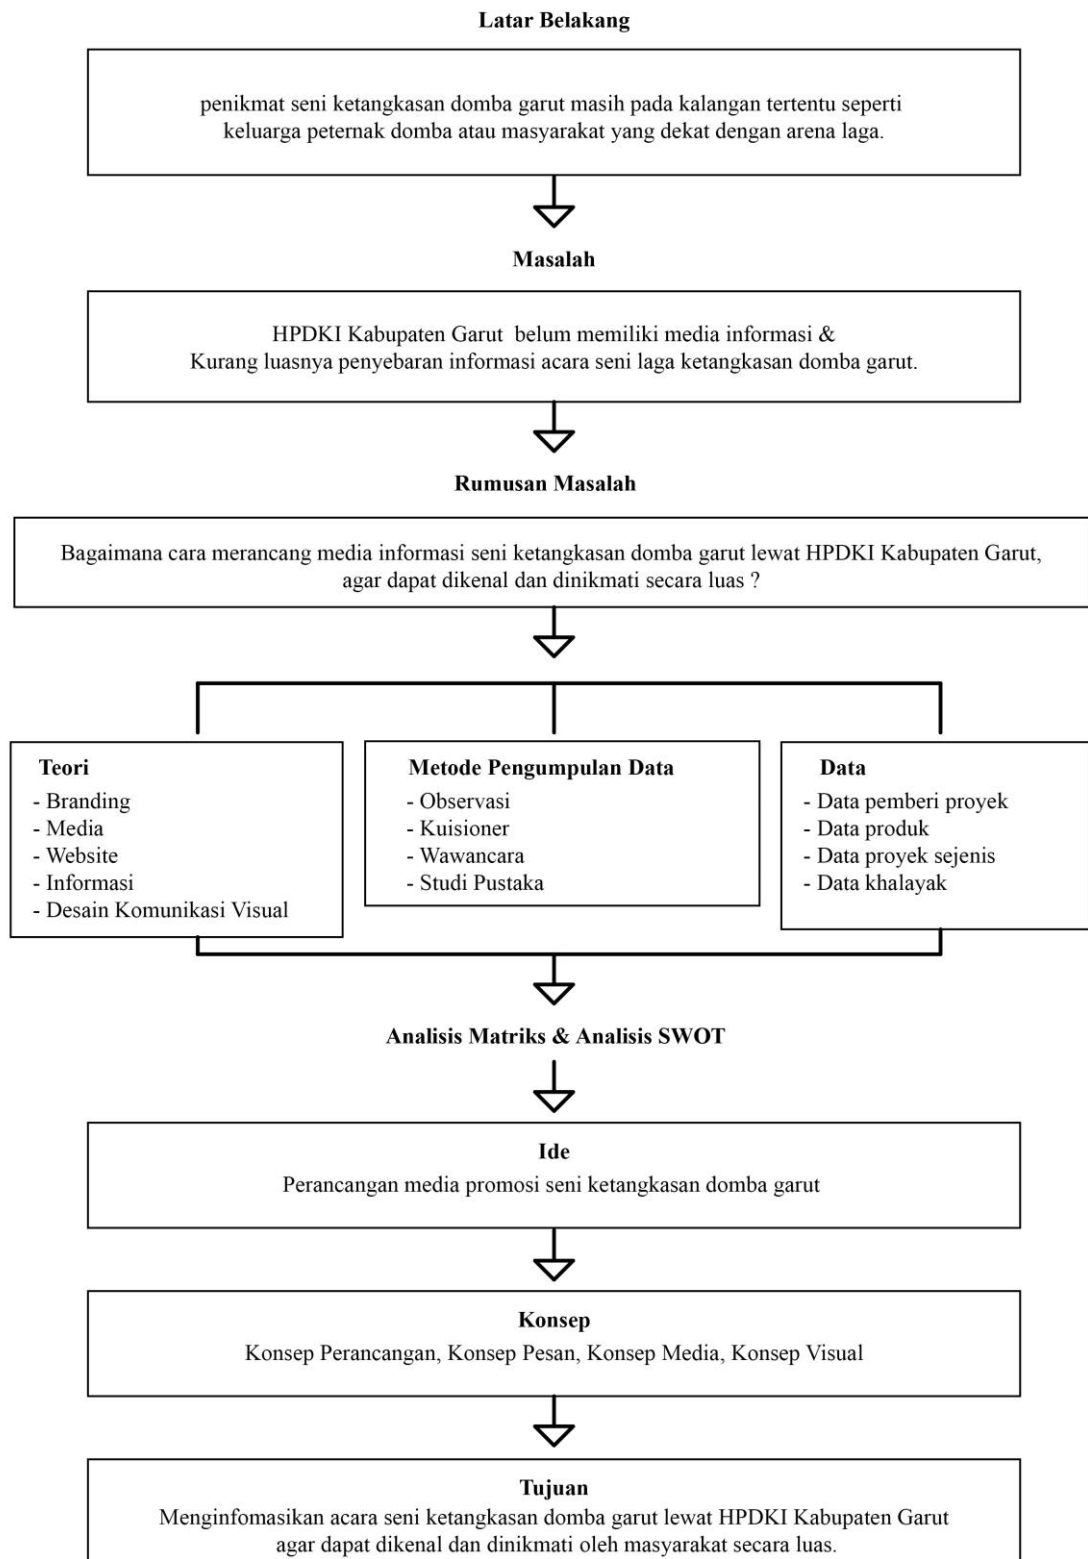 Latar Belakang
penikmat seni ketangkasan domba garut masih pada kalangan tertentu seperti
keluarga peternak domba atau masyarakat yang dekat dengan arena laga.
Masalah
HPDKI Kabupaten Garut belum memiliki media informasi &
Kurang luasnya penyebaran informasi acara seni laga ketangkasan domba garut.
Rumusan Masalah
Bagaimana cara merancang media informasi seni ketangkasan domba garut lewat HPDKI Kabupaten Garut,
agar dapat dikenal dan dinikmati secara luas ?
Teori
- Branding
- Media
- Website
- Informasi
- Desain Komunikasi Visual
Metode Pengumpulan Data
- Observasi
- Kuisioner
- Wawancara
- Studi Pustaka
Data
- Data pemberi proyek
- Data produk
- Data proyek sejenis
- Data khalayak
Analisis Matriks & Analisis SWOT
Ide
Perancangan media promosi seni ketangkasan domba garut
Konsep
Konsep Perancangan, Konsep Pesan, Konsep Media, Konsep Visual
Tujuan
Menginfomasikan acara seni ketangkasan domba garut lewat HPDKI Kabupaten Garut
agar dapat dikenal dan dinikmati oleh masyarakat secara luas.